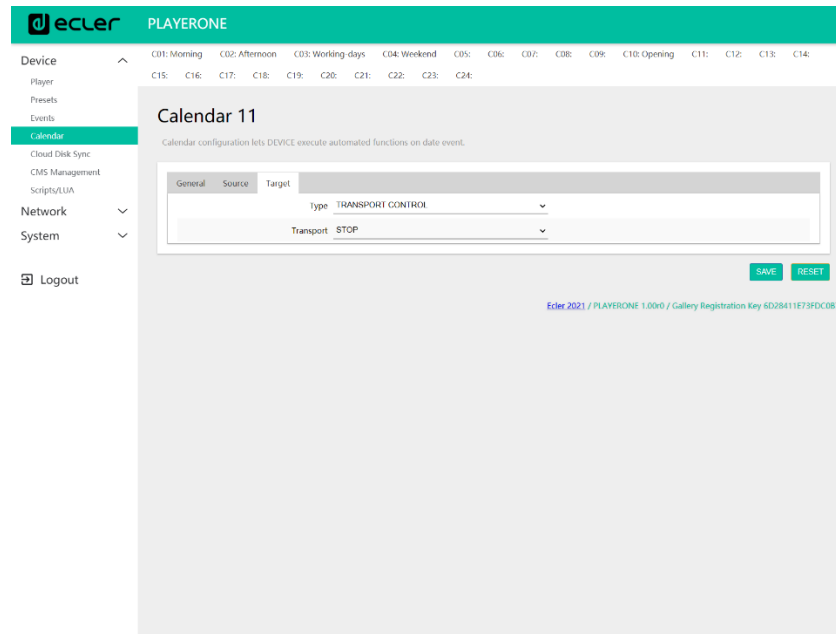 ecler PLAYERONE
Device
Player
Presets
Events
Calendar
Cloud Disk Sync
CMS Management
Scripts/LUA
Network
System
Logout
C01: Morning C02: Afternoon C03: Working-days C04: Weekend C05: C06: C07: C08: C09: C10: Opening C11: C12: C13: C14:
C15: C16: C17: C18: C19: C20: C21: C22: C23: C24:
Calendar 11
Calendar configuration lets DEVICE execute automated functions on date event.
General Source Target
Type TRANSPORT CONTROL
Transport STOP
SAVE RESET
Ecler 2021 / PLAYERONE 1.00r0 / Gallery Registration Key 6D28411E73FDC0B